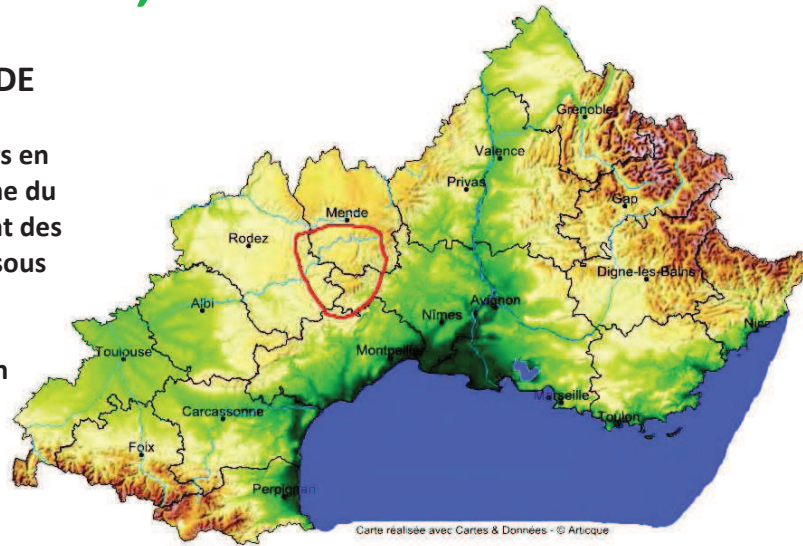 DE
s en
ne du
t des
sous
n
Grenoble
Valence
Privas
Gap
Mende
Rodez
Digne-les-Bains
Albi
Avignon
Nîmes
Nice
Toulouse
Montpellier
Marseille
Carcassonne
Toulon
Foix
Perpignan
Carte réalisée avec Cartes & Données - © Articque